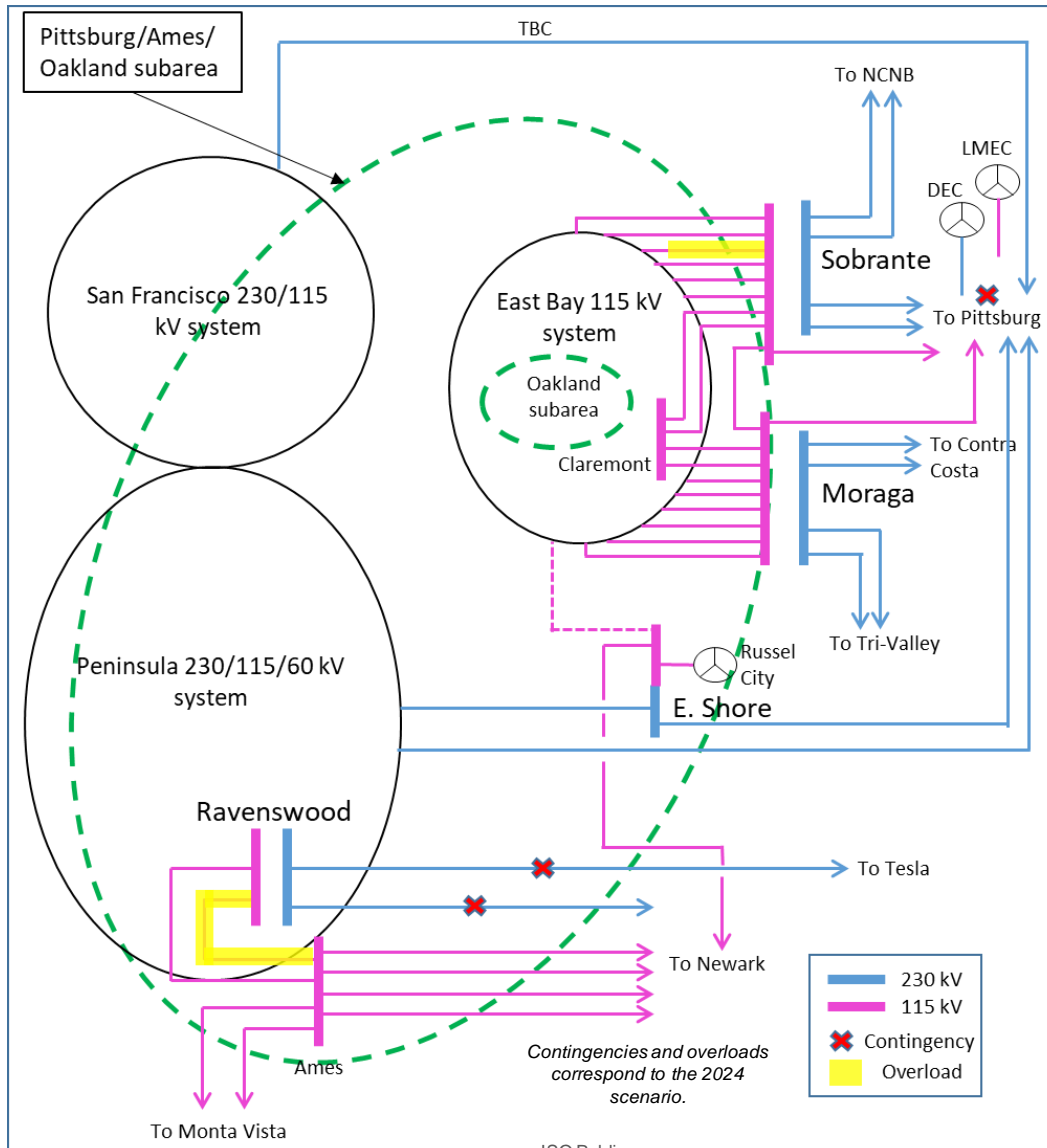 Pittsburg/Ames/
Oakland subarea
TBC
To NCNB
LMEC
DEC
Sobrante
San Francisco 230/115
kV system
East Bay 115 kV
system
To Pittsburg
Oakland
subarea
Claremont
To Contra
Costa
Moraga
To Tri-Valley
Russel
City
Peninsula 230/115/60 kV
system
E. Shore
Ravenswood
To Tesla
To Newark
230 kV
115 kV
Contingency
Overload
Ames
Contingencies and overloads
correspond to the 2024
scenario.
To Monta Vista